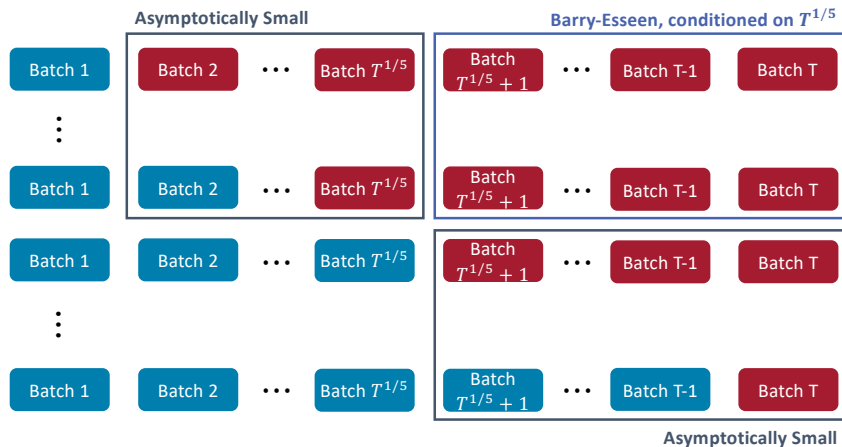 Asymptotically Small
Barry-Esseen, conditioned on $T^{1/5}$
Batch 1 Batch 2 ••• Batch $T^{1/5}$ Batch $T^{1/5} + 1$ ••• Batch T-1 Batch T
⋮
Batch 1 Batch 2 ••• Batch $T^{1/5}$ Batch $T^{1/5} + 1$ ••• Batch T-1 Batch T
Batch 1 Batch 2 ••• Batch $T^{1/5}$ Batch $T^{1/5} + 1$ ••• Batch T-1 Batch T
⋮
Batch 1 Batch 2 ••• Batch $T^{1/5}$ Batch $T^{1/5} + 1$ ••• Batch T-1 Batch T
Asymptotically Small